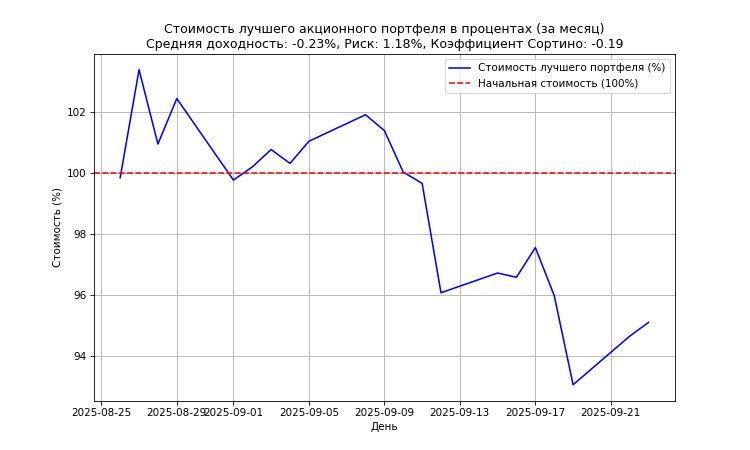 Стоимость лучшего акционного портфеля в процентах (за месяц)
Средняя доходность: -0.23%, Риск: 1.18%, Коэффициент Сортино: -0.19
Стоимость лучшего портфеля (%)
Начальная стоимость (100%)
Стоимость (%)
102
100
98
96
94
2025-08-25 2025-08-29 2025-09-01 2025-09-05 2025-09-09 2025-09-13 2025-09-17 2025-09-21
День